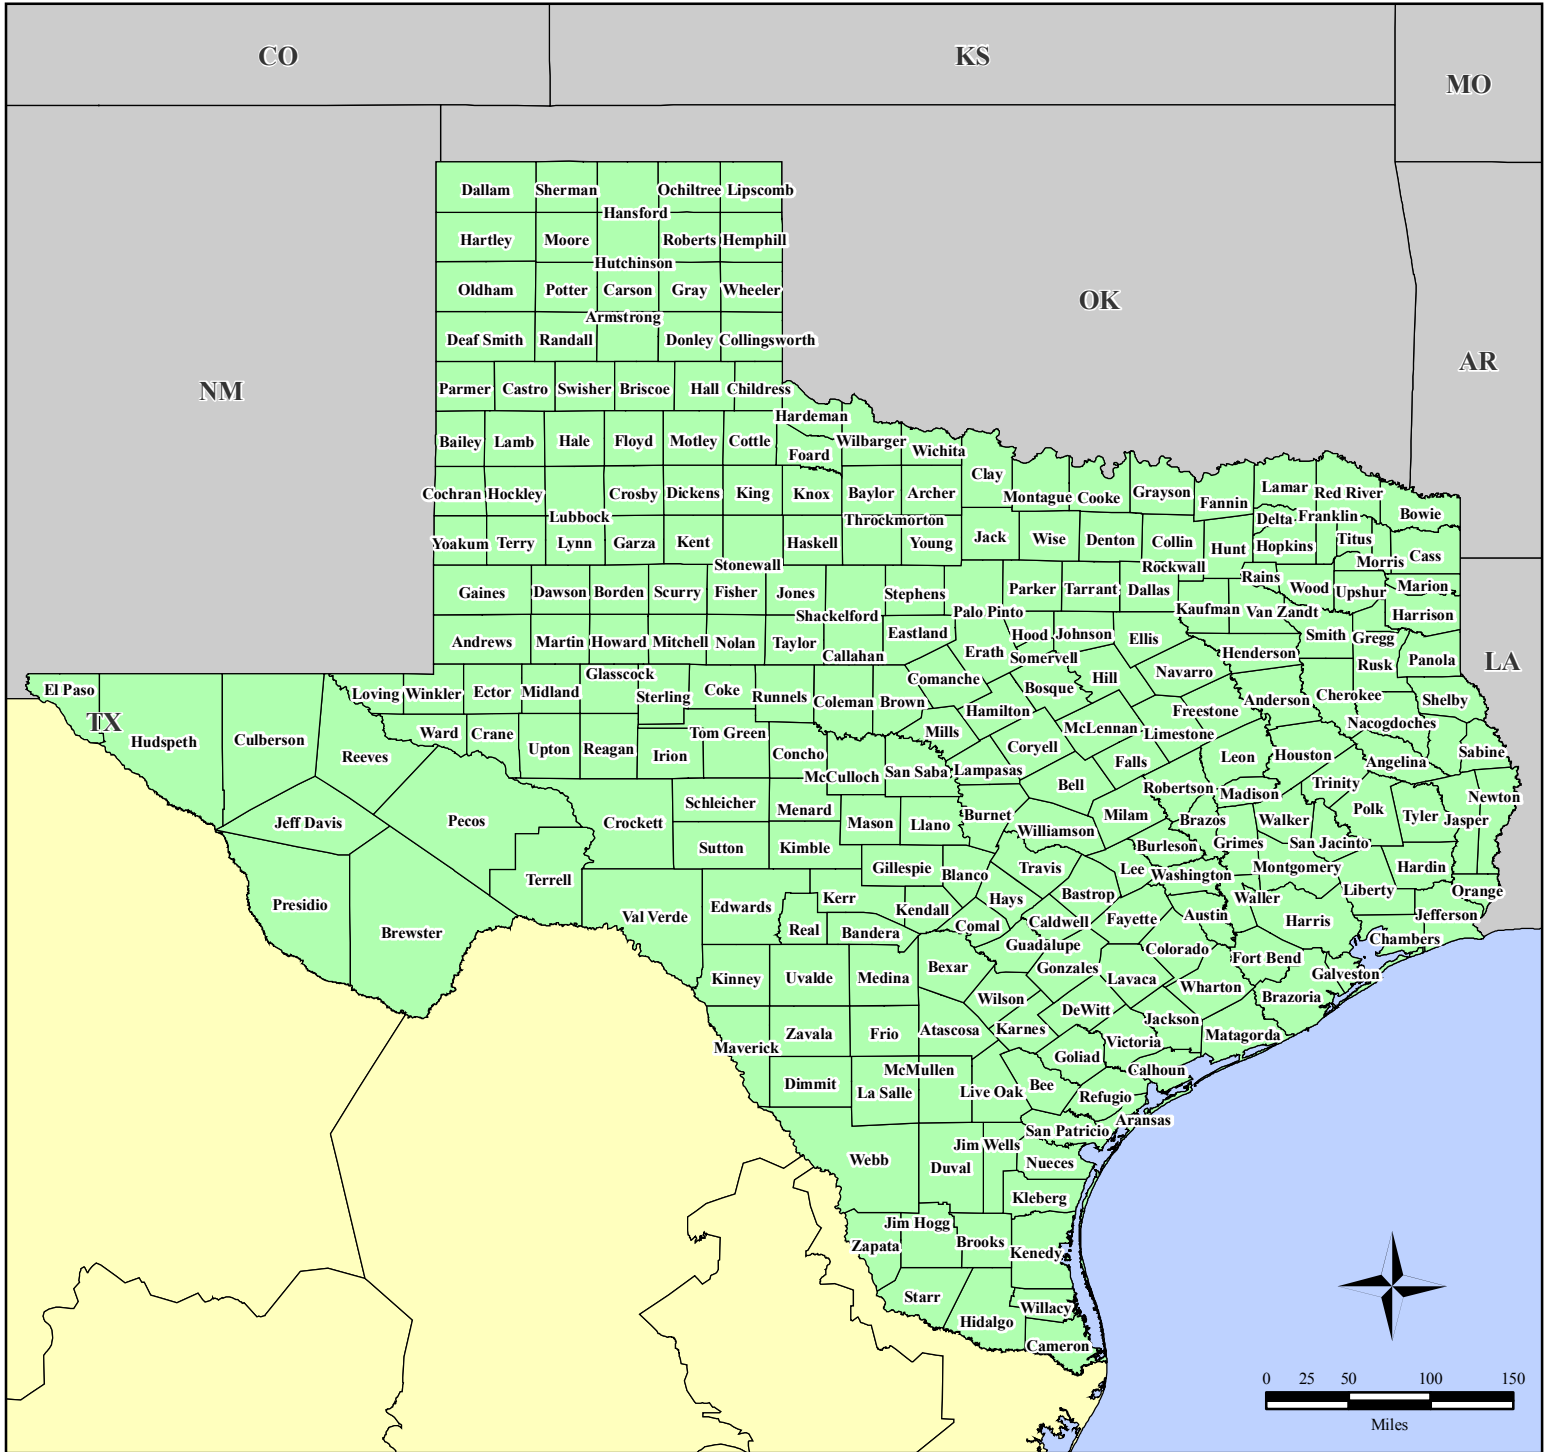 CO
KS
MO
Dallam
Sherman
Ochiltree
Lipscomb
Hansford
Hartley
Moore
Roberts
Hemphill
Hutchinson
Oldham
Potter
Carson
Gray
Wheeler
OK
Armstrong
Deaf Smith
Randall
Donley
Collingsworth
AR
NM
Parmer
Castro
Swisher
Briscoe
Hall
Childress
Hardeman
Bailey
Lamb
Hale
Floyd
Motley
Cottle
Foard
Wilbarger
Wichita
Clay
Cochran
Hockley
Crosby
Dickens
King
Knox
Baylor
Archer
Montague
Cooke
Grayson
Fannin
Lamar
Red River
Bowie
Lubbock
Throckmorton
Delta
Franklin
Yoakum
Terry
Lynn
Garza
Kent
Haskell
Young
Jack
Wise
Denton
Collin
Hunt
Hopkins
Titus
Cass
Stonewall
Rockwall
Morris
Gaines
Dawson
Borden
Scurry
Fisher
Jones
Stephens
Parker
Tarrant
Dallas
Rains
Wood
Upshur
Marion
Shackelford
Palo Pinto
Kaufman
Van Zandt
Harrison
Andrews
Martin
Howard
Mitchell
Nolan
Taylor
Callahan
Eastland
Erath
Hood
Johnson
Ellis
Somervell
Henderson
Smith
Gregg
Rusk
Panola
LA
El Paso
TX
Loving
Winkler
Ector
Midland
Glasscock
Sterling
Coke
Runnels
Coleman
Brown
Comanche
Bosque
Hill
Navarro
Anderson
Cherokee
Shelby
Hamilton
Freestone
Nacogdoches
Hudspeth
Culberson
Reeves
Ward
Crane
Upton
Reagan
Irion
Tom Green
Concho
Mills
Coryell
McLennan
Limestone
Leon
Houston
Angelina
Sabine
McCulloch
San Saba
Lampasas
Bell
Falls
Robertson
Madison
Trinity
Newton
Jeff Davis
Pecos
Crockett
Schleicher
Menard
Mason
Llano
Burnet
Williamson
Milam
Brazos
Walker
Polk
Tyler
Jasper
Sutton
Kimble
Burleson
Grimes
San Jacinto
Presidio
Terrell
Gillespie
Blanco
Travis
Lee
Washington
Montgomery
Hardin
Brewster
Val Verde
Edwards
Kerr
Kendall
Hays
Bastrop
Waller
Liberty
Orange
Real
Bandera
Comal
Caldwell
Fayette
Austin
Harris
Jefferson
Guadalupe
Colorado
Chambers
Kinney
Uvalde
Medina
Bexar
Gonzales
Lavaca
Fort Bend
Galveston
Wilson
Wharton
Brazoria
Maverick
Zavala
Frio
Atascosa
Karnes
DeWitt
Jackson
Matagorda
Goliad
Victoria
Dimmit
La Salle
McMullen
Live Oak
Bee
Calhoun
Refugio
Aransas
San Patricio
Webb
Duval
Jim Wells
Nueces
Kleberg
Zapata
Jim Hogg
Brooks
Kenedy
Starr
Hidalgo
Willacy
Cameron
0 25 50 100 150
Miles